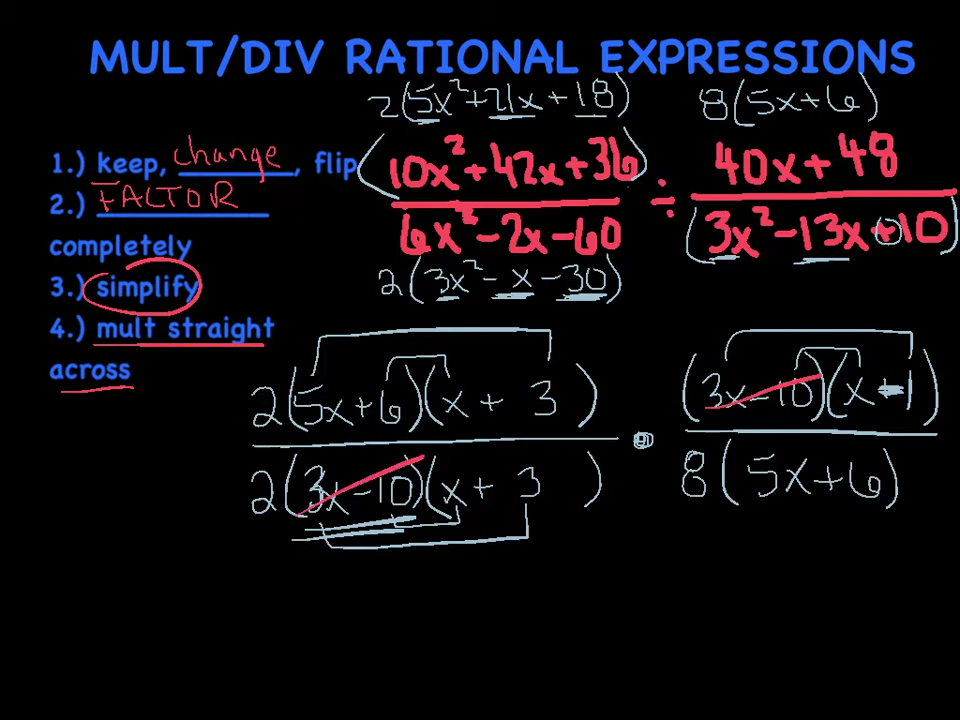 MULT/DIV RATIONAL EXPRESSIONS
2(5x²+21x+18)
8(5x+6)
1.) keep, change, flip
2.) FACTOR
completely
3.) simplify
4.) mult straight
across
10x²+42x+36
÷
40x+48
6x²-2x-60
3x²-13x+10
2(3x²-x-30)
2(5x+6)(x+3)
(3x-10)(x-1)
2(3x-10)(x+3)
8(5x+6)